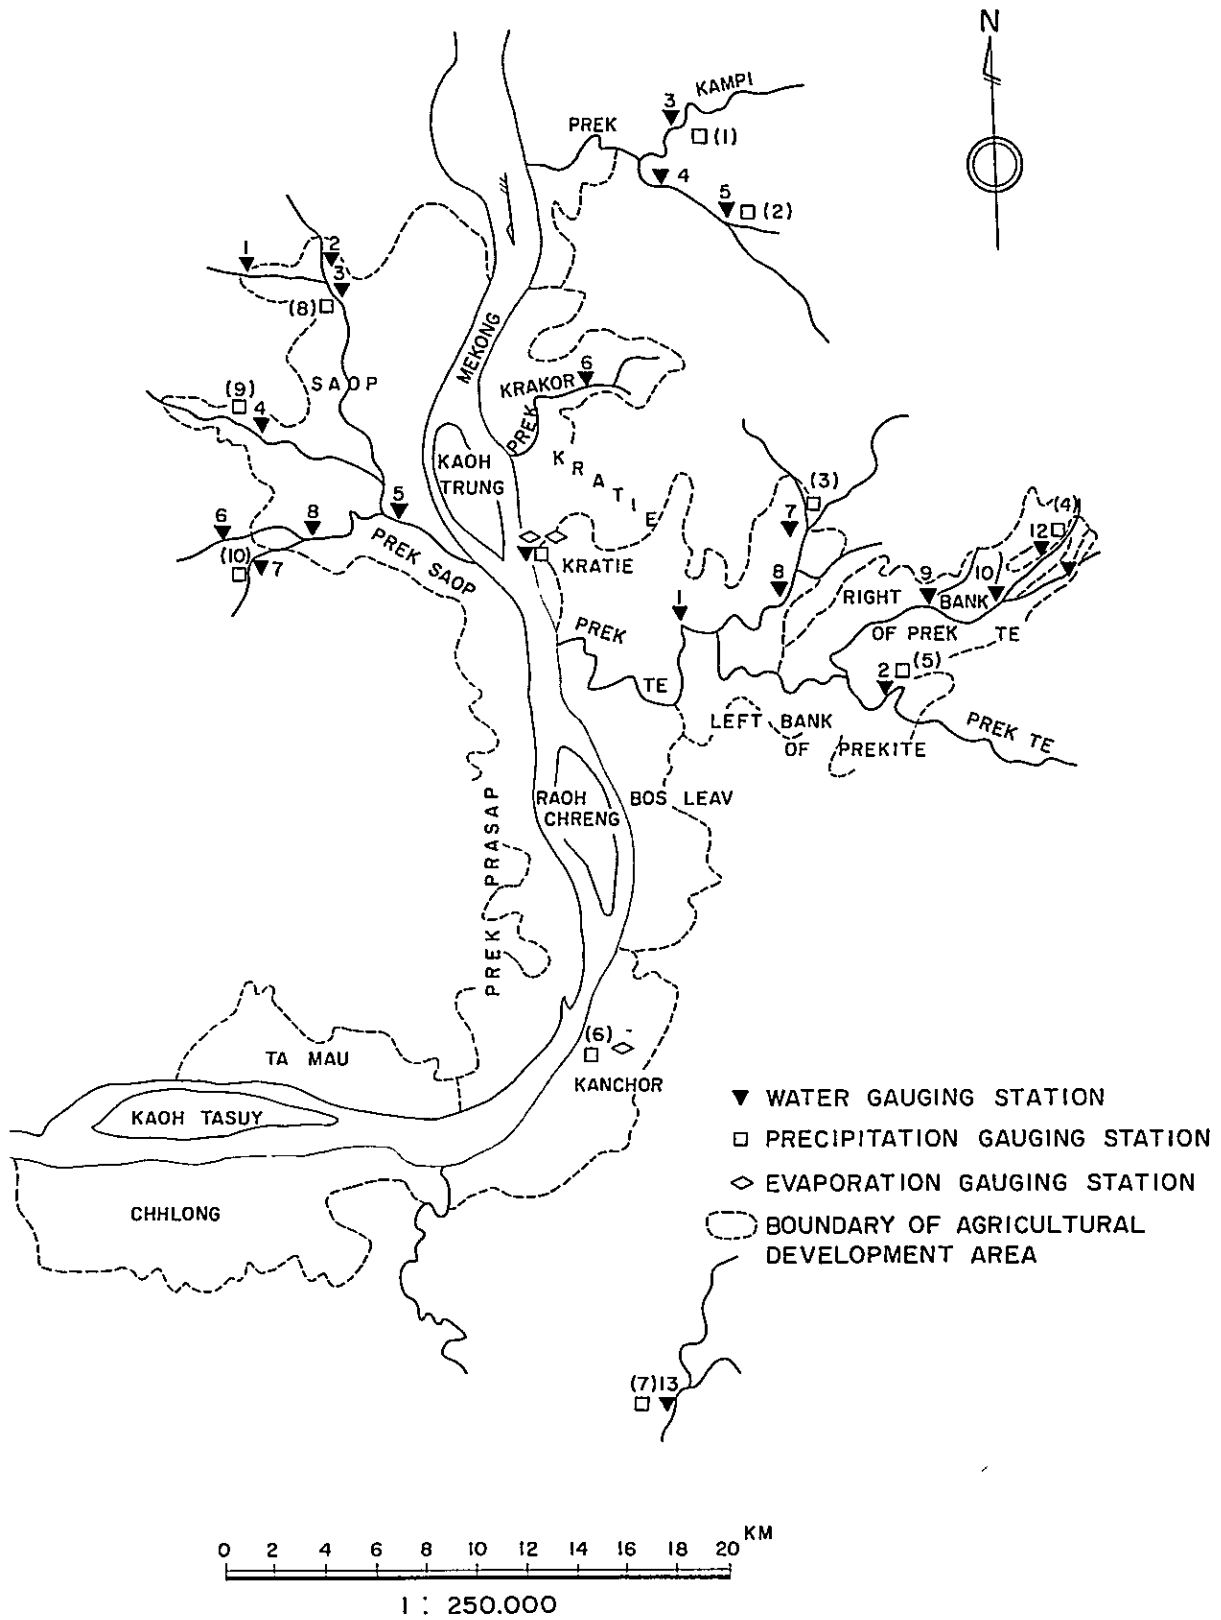 N
KAMPI
3
PREK
(1)
4
5
(2)
1
2
3
(8)
MEKONG
6
SAOP
KRAKOR
PREK
(9)
4
KAOH
TRUNG
KRATIE
(3)
7
5
6
8
(4)
12
PREK SAOP
(10)
7
KRATIE
8
9
10
1
RIGHT
BANK
OF PREK TE
PREK
TE
2
(5)
LEFT BANK
OF PREKITE
PREK TE
RAOH
CHRENG
BOS LEAV
PREK PRASAP
(6)
TA MAU
KANCHOR
KAOH TASUY
CHHLONG
WATER GAUGING STATION
PRECIPITATION GAUGING STATION
EVAPORATION GAUGING STATION
BOUNDARY OF AGRICULTURAL
DEVELOPMENT AREA
(7) 13
0 2 4 6 8 10 12 14 16 18 20 KM
1 : 250.000